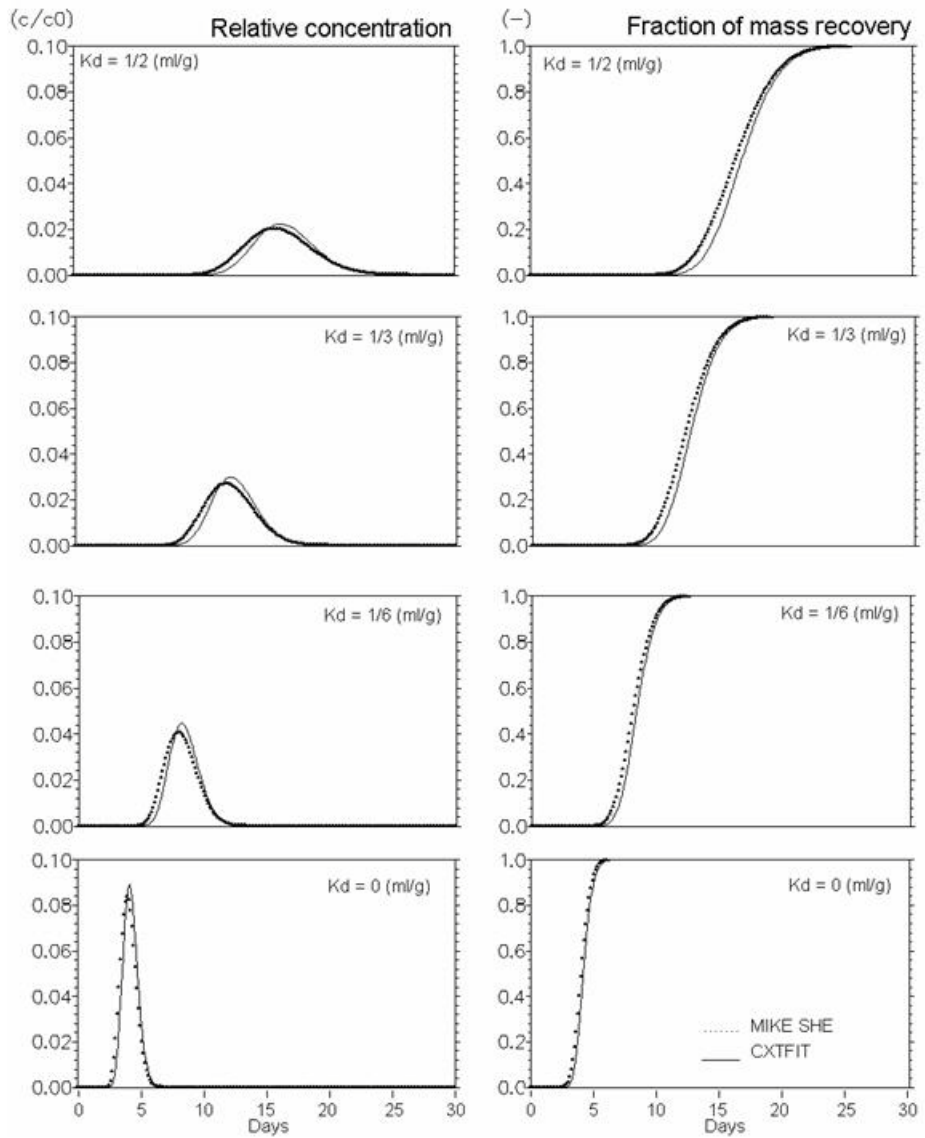 (c/c0)
Relative concentration
(-)
Fraction of mass recovery
0.10
Kd = 1/2 (ml/g)
0.08
0.06
0.04
0.02
0.00
1.0
Kd = 1/2 (ml/g)
0.8
0.6
0.4
0.2
0.0
0.10
Kd = 1/3 (ml/g)
0.08
0.06
0.04
0.02
0.00
1.0
Kd = 1/3 (ml/g)
0.8
0.6
0.4
0.2
0.0
0.10
Kd = 1/6 (ml/g)
0.08
0.06
0.04
0.02
0.00
1.0
Kd = 1/6 (ml/g)
0.8
0.6
0.4
0.2
0.0
0.10
Kd = 0 (ml/g)
0.08
0.06
0.04
0.02
0.00
0 5 10 15 20 25 30
Days
1.0
Kd = 0 (ml/g)
0.8
0.6
0.4
0.2
0.0
MIKE SHE
CXTFIT
0 5 10 15 20 25 30
Days